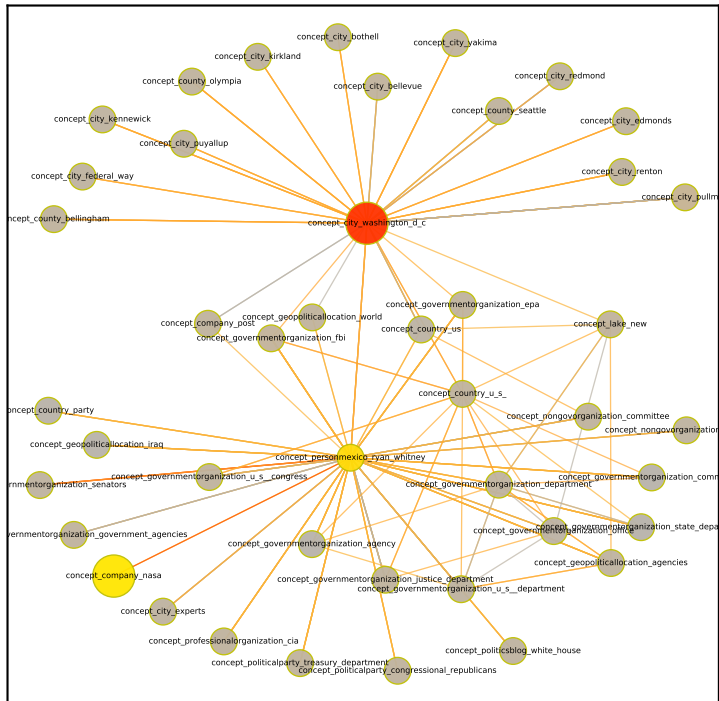 concept_city_bothell
concept_city_yakima
concept_city_kirkland
concept_city_redmond
concept_county_olympia
concept_city_bellevue
concept_county_seattle
concept_city_kennewick
concept_city_edmonds
concept_city_puyallup
concept_city_renton
concept_city_federal_way
concept_city_pullm
ncept_county_bellingham
concept_city_washington_d_c
concept_governmentorganization_epa
concept_geopoliticallocation_world
concept_company_post
concept_country_us
concept_lake_new
concept_governmentorganization_fbi
concept_country_u_s_
concept_country_party
concept_nongovorganization_committee
concept_nongovorganization
concept_geopoliticallocation_iraq
concept_personmexico_ryan_whitney
concept_governmentorganization_u_s__congress
concept_governmentorganization_comm
rnmentorganization_senators
concept_governmentorganization_department
concept_governmentorganization_state_depa
concept_governmentorganization_office
vernmentorganization_government_agencies
concept_governmentorganization_agency
concept_geopoliticallocation_agencies
concept_company_nasa
concept_governmentorganization_justice_department
concept_governmentorganization_u_s__department
concept_city_experts
concept_professionalorganization_cia
concept_politicsblog_white_house
concept_politicalparty_treasury_department
concept_politicalparty_congressional_republicans